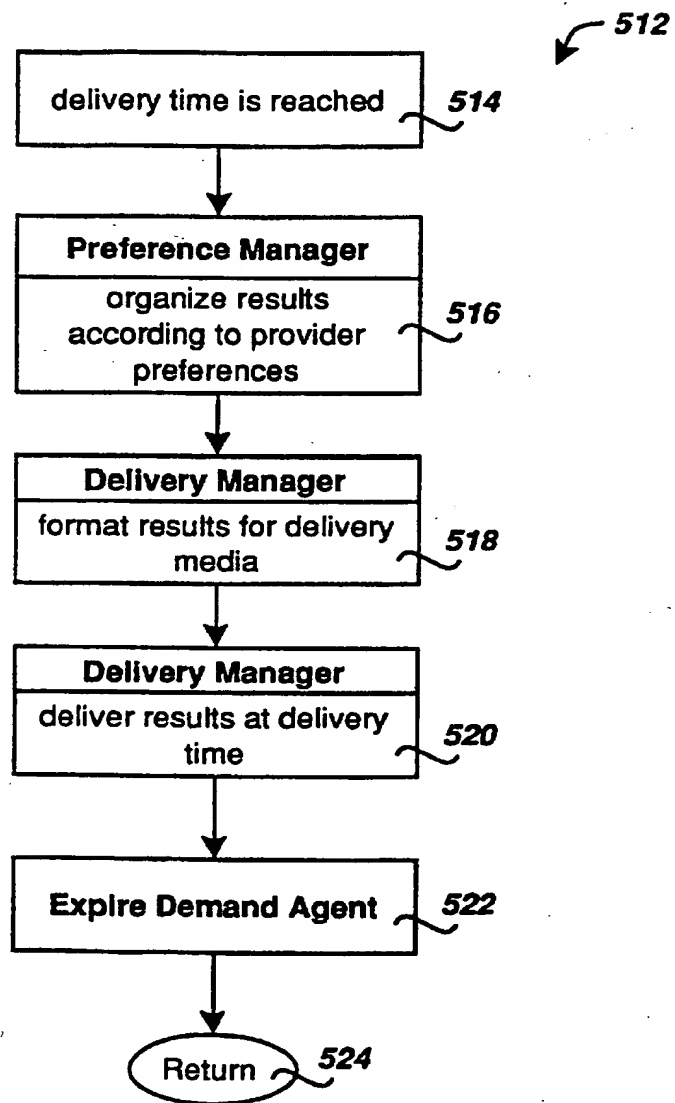 512
delivery time is reached
514
Preference Manager
organize results
according to provider
preferences
516
Delivery Manager
format results for delivery
media
518
Delivery Manager
deliver results at delivery
time
520
Expire Demand Agent
522
Return
524